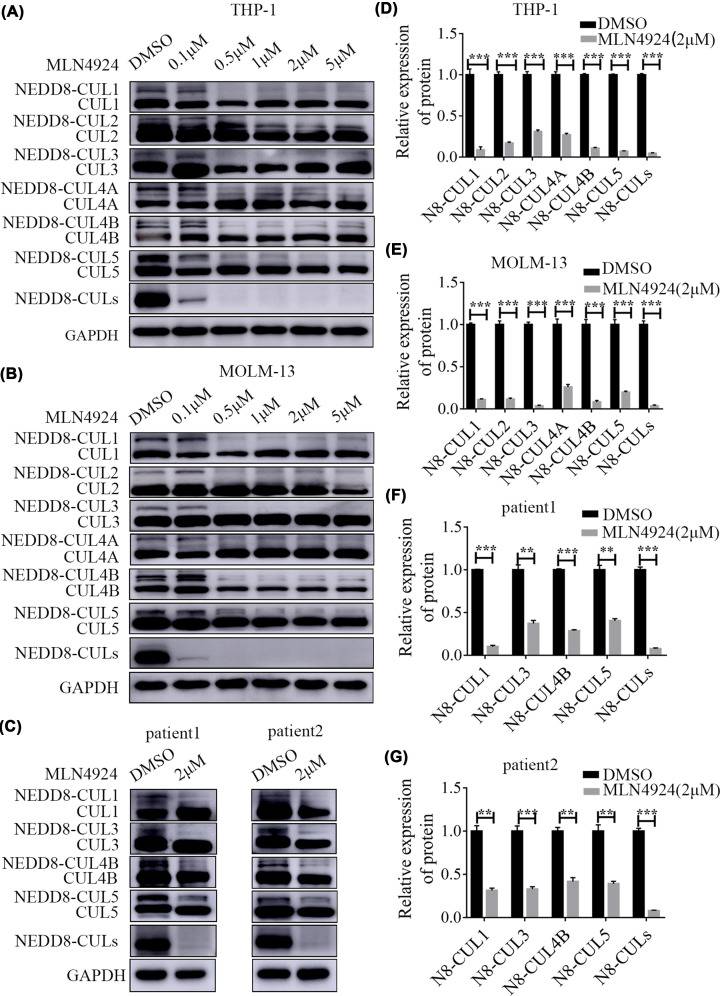 (A)
THP-1
MLN4924 DMSO 0.1μM 0.5μM 1μM 2μM 5μM
NEDD8-CUL1
CUL1
NEDD8-CUL2
CUL2
NEDD8-CUL3
CUL3
NEDD8-CUL4A
CUL4A
NEDD8-CUL4B
CUL4B
NEDD8-CUL5
CUL5
NEDD8-CULs
GAPDH
(B)
MOLM-13
MLN4924 DMSO 0.1μM 0.5μM 1μM 2μM 5μM
NEDD8-CUL1
CUL1
NEDD8-CUL2
CUL2
NEDD8-CUL3
CUL3
NEDD8-CUL4A
CUL4A
NEDD8-CUL4B
CUL4B
NEDD8-CUL5
CUL5
NEDD8-CULs
GAPDH
(C)
patient1 patient2
MLN4924 DMSO 2μM DMSO 2μM
NEDD8-CUL1
CUL1
NEDD8-CUL3
CUL3
NEDD8-CUL4B
CUL4B
NEDD8-CUL5
CUL5
NEDD8-CULs
GAPDH
(D)
THP-1
DMSO
MLN4924(2μM)
Relative expression
of protein
1.5
1.0
0.5
0.0
*** *** *** *** *** *** ***
N8-CUL1 N8-CUL2 N8-CUL3 N8-CUL4A N8-CUL4B N8-CUL5 N8-CULs
(E)
MOLM-13
DMSO
MLN4924(2μM)
Relative expression
of protein
1.5
1.0
0.5
0.0
*** *** *** *** *** *** ***
N8-CUL1 N8-CUL2 N8-CUL3 N8-CUL4A N8-CUL4B N8-CUL5 N8-CULs
(F)
patient1
DMSO
MLN4924(2μM)
Relative expression
of protein
1.5
1.0
0.5
0.0
*** ** *** ** ***
N8-CUL1 N8-CUL3 N8-CUL4B N8-CUL5 N8-CULs
(G)
patient2
DMSO
MLN4924(2μM)
Relative expression
of protein
1.5
1.0
0.5
0.0
** *** ** ** ***
N8-CUL1 N8-CUL3 N8-CUL4B N8-CUL5 N8-CULs